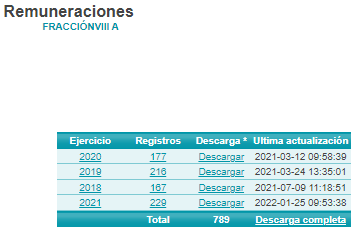 Remuneraciones
FRACCIÓNVIII A
Ejercicio Registros Descarga * Ultima actualización
2020 177 Descargar 2021-03-12 09:58:39
2019 216 Descargar 2021-03-24 13:35:01
2018 167 Descargar 2021-07-09 11:18:51
2021 229 Descargar 2022-01-25 09:53:38
Total 789 Descarga completa